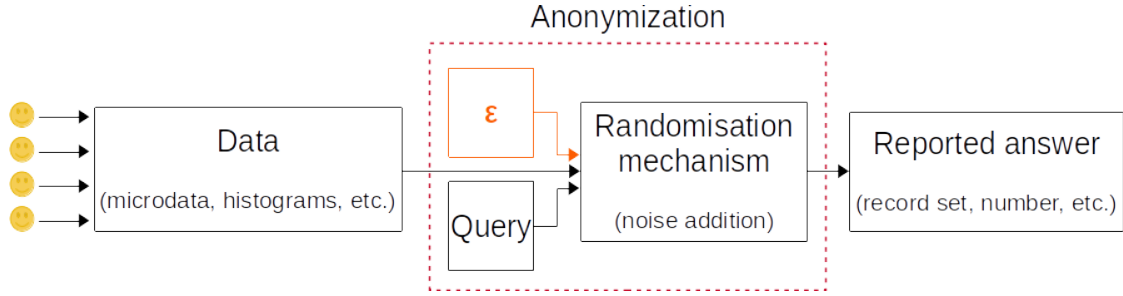 Anonymization
Data
(microdata, histograms, etc.)
ε
Query
Randomisation
mechanism
(noise addition)
Reported answer
(record set, number, etc.)